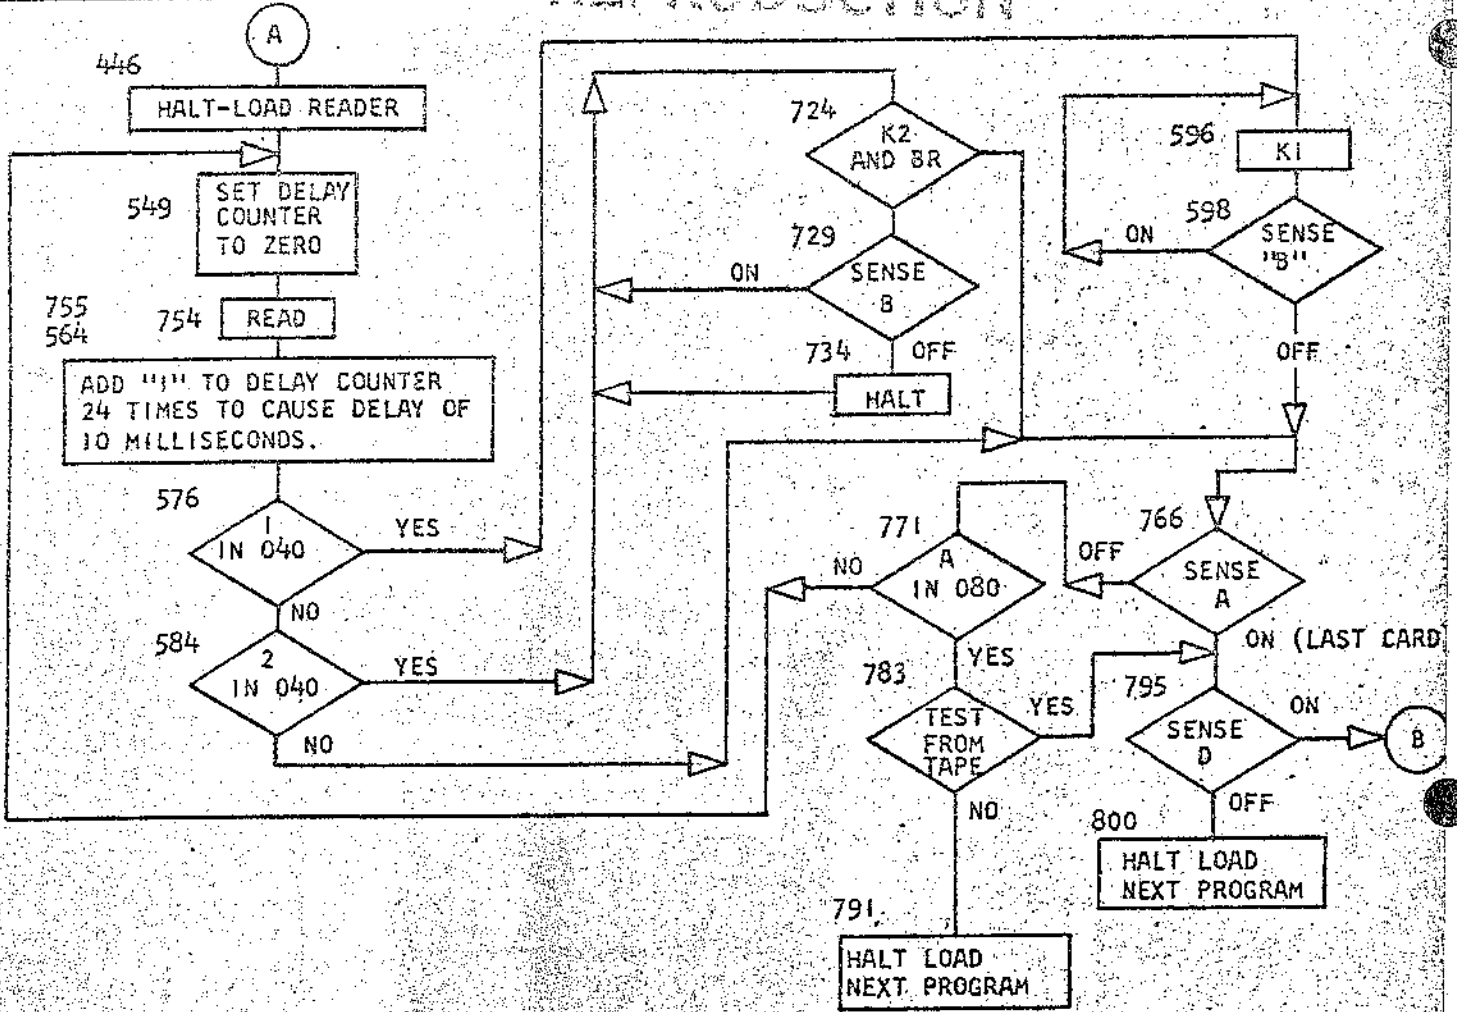 A
446
HALT-LOAD READER
549
SET DELAY
COUNTER
TO ZERO
755
564
754
READ
ADD "1" TO DELAY COUNTER
24 TIMES TO CAUSE DELAY OF
10 MILLISECONDS.
576
1
IN 040
YES
NO
584
2
IN 040
YES
NO
724
K2
AND BR
729
SENSE
B
ON
734
OFF
HALT
596
K1
598
SENSE
"B"
ON
OFF
766
SENSE
A
OFF
ON (LAST CARD
771
A
IN 080
NO
YES
783
TEST
FROM
TAPE
YES
NO
795
SENSE
D
ON
B
OFF
800
HALT LOAD
NEXT PROGRAM
791
HALT LOAD
NEXT PROGRAM